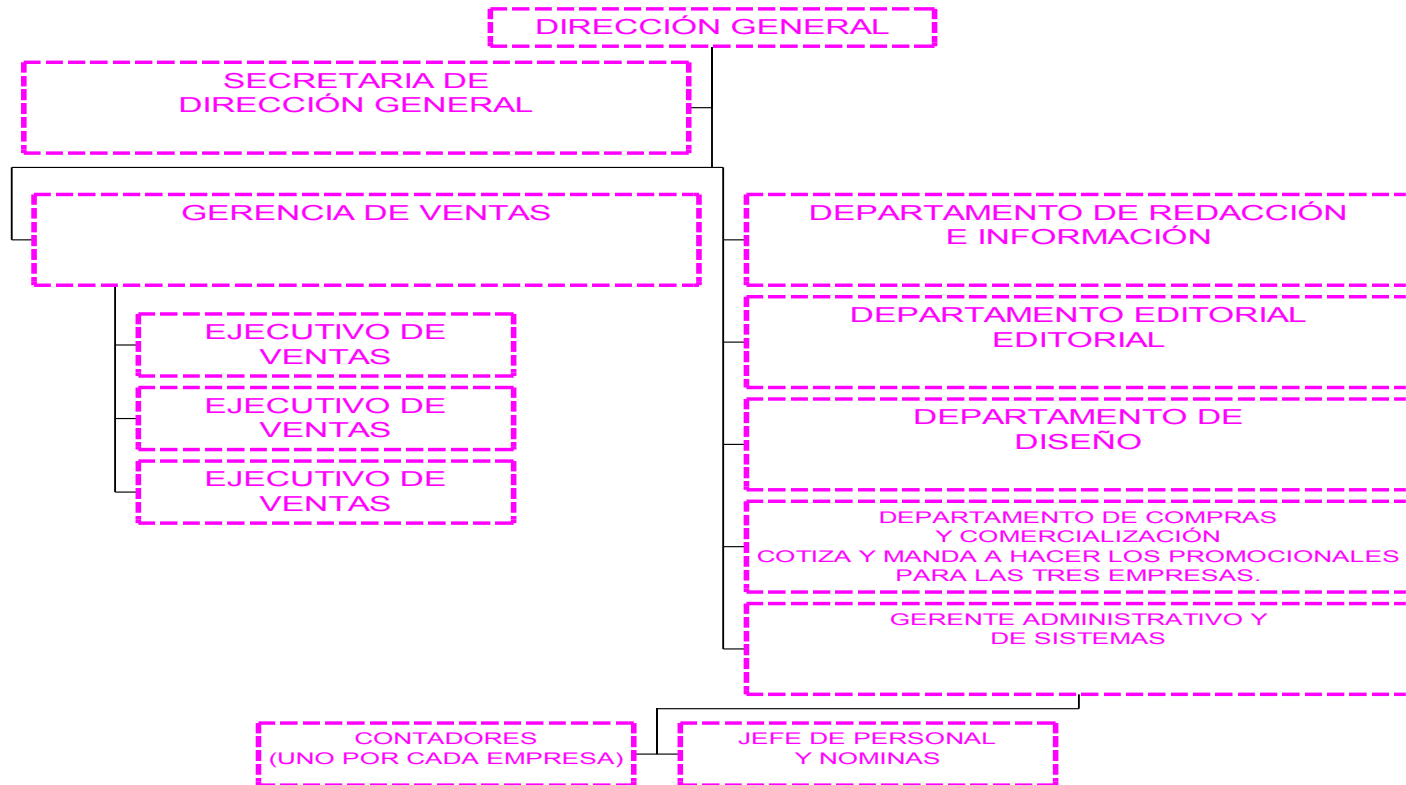 DIRECCIÓN GENERAL
SECRETARIA DE
DIRECCIÓN GENERAL
GERENCIA DE VENTAS
EJECUTIVO DE
VENTAS
EJECUTIVO DE
VENTAS
EJECUTIVO DE
VENTAS
DEPARTAMENTO DE REDACCIÓN
E INFORMACIÓN
DEPARTAMENTO EDITORIAL
EDITORIAL
DEPARTAMENTO DE
DISEÑO
DEPARTAMENTO DE COMPRAS
Y COMERCIALIZACIÓN
COTIZA Y MANDA A HACER LOS PROMOCIONALES
PARA LAS TRES EMPRESAS.
GERENTE ADMINISTRATIVO Y
DE SISTEMAS
CONTADORES
(UNO POR CADA EMPRESA)
JEFE DE PERSONAL
Y NOMINAS